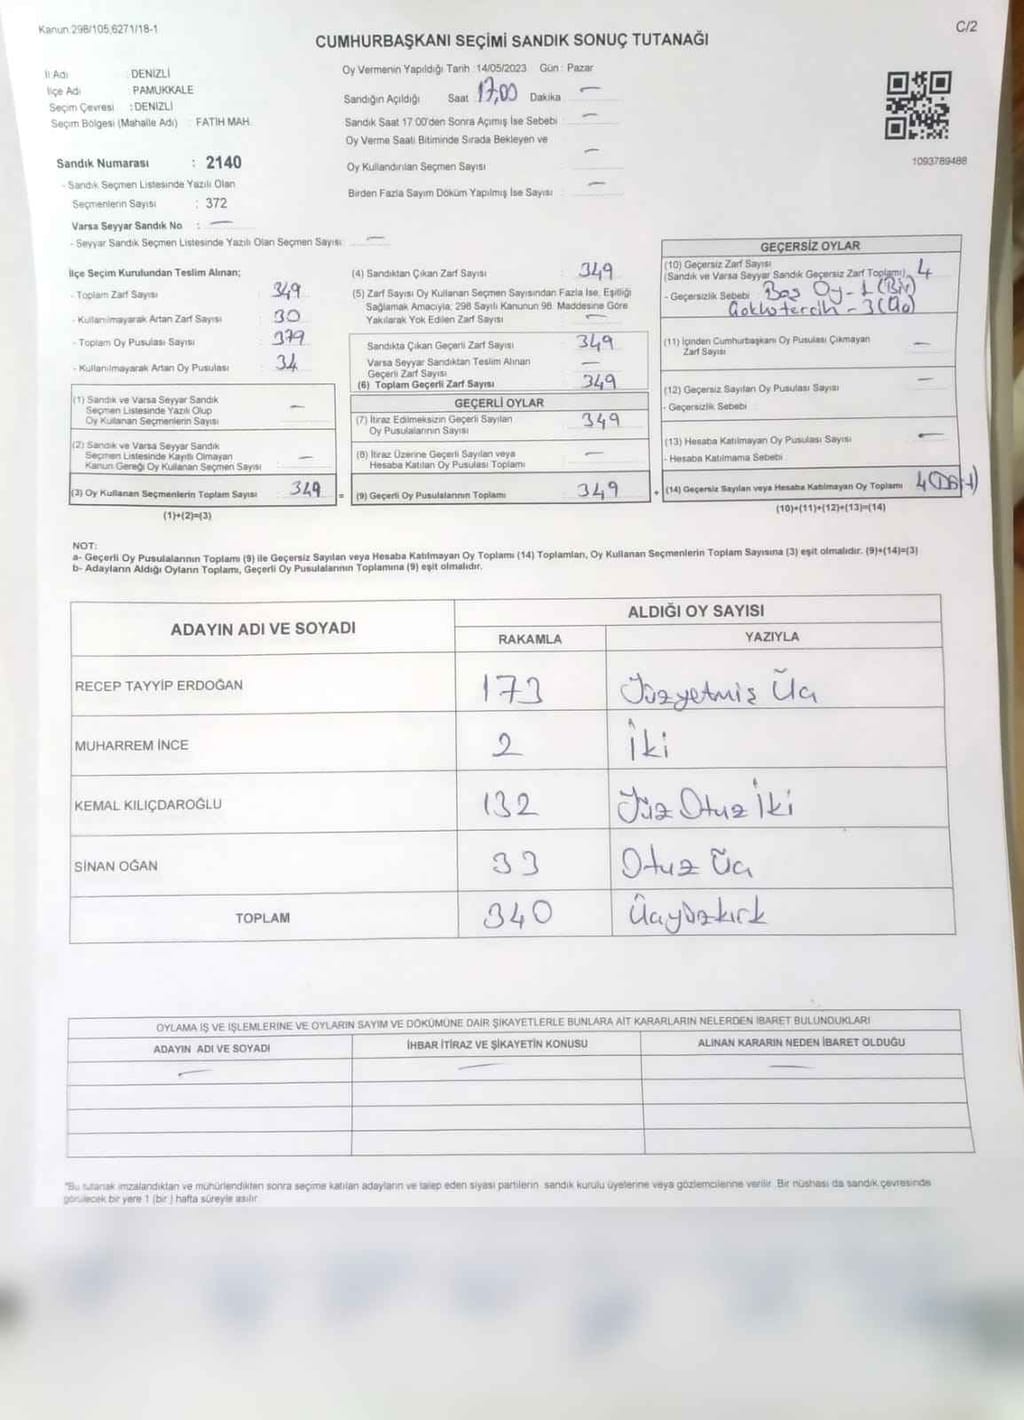 Kanun 298/105,6271/18-1
C/2
CUMHURBAŞKANI SEÇİMİ SANDIK SONUÇ TUTANAĞI
İl Adı : DENİZLİ
İlçe Adı : PAMUKKALE
Seçim Çevresi : DENİZLİ
Seçim Bölgesi (Mahalle Adı) : FATİH MAH.
Sandık Numarası : 2140
- Sandık Seçmen Listesinde Yazılı Olan
Seçmenlerin Sayısı : 372
Varsa Seyyar Sandık No : —
- Seyyar Sandık Seçmen Listesinde Yazılı Olan Seçmen Sayısı : —
Oy Vermenin Yapıldığı Tarih : 14/05/2023 Gün : Pazar
Sandığın Açıldığı Saat 17,00 Dakika —
Sandık Saat 17:00'den Sonra Açımış İse Sebebi —
Oy Verme Saati Bitiminde Sırada Bekleyen ve
Oy Kullandırılan Seçmen Sayısı —
Birden Fazla Sayım Döküm Yapılmış İse Sayısı —
1093789488
İlçe Seçim Kurulundan Teslim Alınan;
- Toplam Zarf Sayısı : 349
- Kullanılmayarak Artan Zarf Sayısı : 30
- Toplam Oy Pusulası Sayısı : 379
- Kullanılmayarak Artan Oy Pusulası : 34
(1) Sandık ve Varsa Seyyar Sandık
Seçmen Listesinde Yazılı Olup
Oy Kullanan Seçmenlerin Sayısı —
(2) Sandık ve Varsa Seyyar Sandık
Seçmen Listesinde Kayıtlı Olmayan
Kanun Gereği Oy Kullanan Seçmen Sayısı —
(3) Oy Kullanan Seçmenlerin Toplam Sayısı 349 =
(1)+(2)=(3)
(4) Sandıktan Çıkan Zarf Sayısı : 349
(5) Zarf Sayısı Oy Kullanan Seçmen Sayısından Fazla İse, Eşitliği
Sağlamak Amacıyla, 298 Sayılı Kanunun 98. Maddesine Göre
Yakılarak Yok Edilen Zarf Sayısı —
Sandıkta Çıkan Geçerli Zarf Sayısı : 349
Varsa Seyyar Sandıktan Teslim Alınan
Geçerli Zarf Sayısı —
(6) Toplam Geçerli Zarf Sayısı : 349
GEÇERLİ OYLAR
(7) İtiraz Edilmeksizin Geçerli Sayılan
Oy Pusulalarının Sayısı 349
(8) İtiraz Üzerine Geçerli Sayılan veya
Hesaba Katılan Oy Pusulası Toplamı —
(9) Geçerli Oy Pusulalarının Toplamı 349 +
GEÇERSİZ OYLAR
(10) Geçersiz Zarf Sayısı
(Sandık ve Varsa Seyyar Sandık Geçersiz Zarf Toplamı) 4
- Geçersizlik Sebebi Boş Oy - 1 (Bir)
Çoklu tercih - 3 (Üç)
(11) İçinden Cumhurbaşkanı Oy Pusulası Çıkmayan
Zarf Sayısı —
(12) Geçersiz Sayılan Oy Pusulası Sayısı —
- Geçersizlik Sebebi
(13) Hesaba Katılmayan Oy Pusulası Sayısı —
- Hesaba Katılmama Sebebi
(14) Geçersiz Sayılan veya Hesaba Katılmayan Oy Toplamı 4
(10)+(11)+(12)+(13)=(14)
NOT:
a- Geçerli Oy Pusulalarının Toplamı (9) ile Geçersiz Sayılan veya Hesaba Katılmayan Oy Toplamı (14) Toplamları, Oy Kullanan Seçmenlerin Toplam Sayısına (3) eşit olmalıdır. (9)+(14)=(3)
b- Adayların Aldığı Oyların Toplamı, Geçerli Oy Pusulalarının Toplamına (9) eşit olmalıdır.
ADAYIN ADI VE SOYADI
ALDIĞI OY SAYISI
RAKAMLA YAZIYLA
RECEP TAYYİP ERDOĞAN 173 Yüzyetmiş Üç
MUHARREM İNCE 2 İki
KEMAL KILIÇDAROĞLU 132 Yüz Otuz İki
SİNAN OĞAN 33 Otuz Üç
TOPLAM 340 Üçyüzkırk
OYLAMA İŞ VE İŞLEMLERİNE VE OYLARIN SAYIM VE DÖKÜMÜNE DAİR ŞİKAYETLERLE BUNLARA AİT KARARLARIN NELERDEN İBARET BULUNDUKLARI
ADAYIN ADI VE SOYADI İHBAR İTİRAZ VE ŞİKAYETİN KONUSU ALINAN KARARIN NEDEN İBARET OLDUĞU
— — —
"Bu tutanak imzalandıktan ve mühürlendikten sonra seçime katılan adayların ve talep eden siyasi partilerin sandık kurulu üyelerine veya gözlemcilerine verilir. Bir nüshası da sandık çevresinde
görülecek bir yere 1 (bir) hafta süreyle asılır.